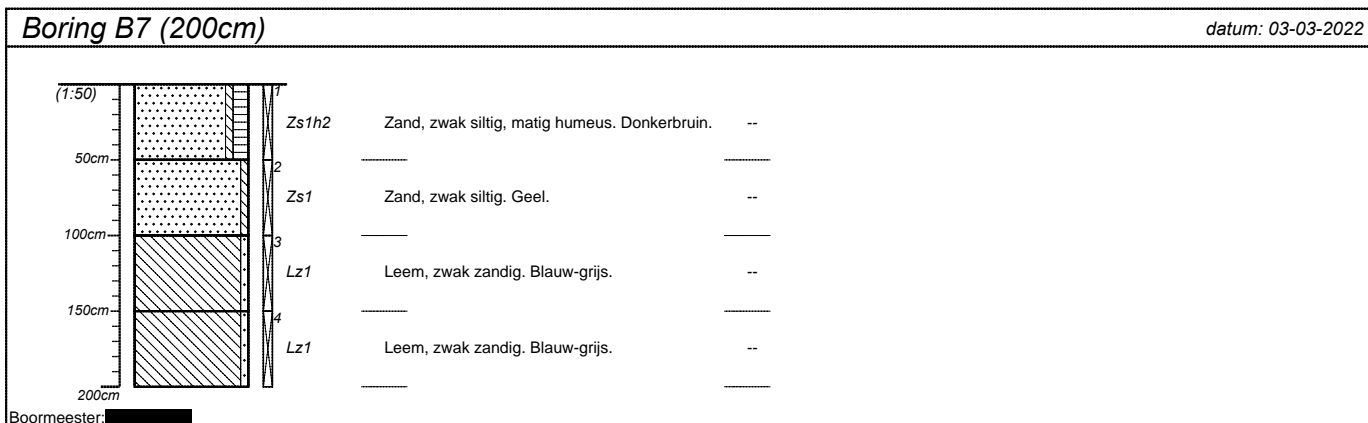 Boring B7 (200cm) datum: 03-03-2022
(1:50)
1
Zs1h2 Zand, zwak siltig, matig humeus. Donkerbruin. --
50cm
2
Zs1 Zand, zwak siltig. Geel. --
100cm
3
Lz1 Leem, zwak zandig. Blauw-grijs. --
150cm
4
Lz1 Leem, zwak zandig. Blauw-grijs. --
200cm
Boormeester: